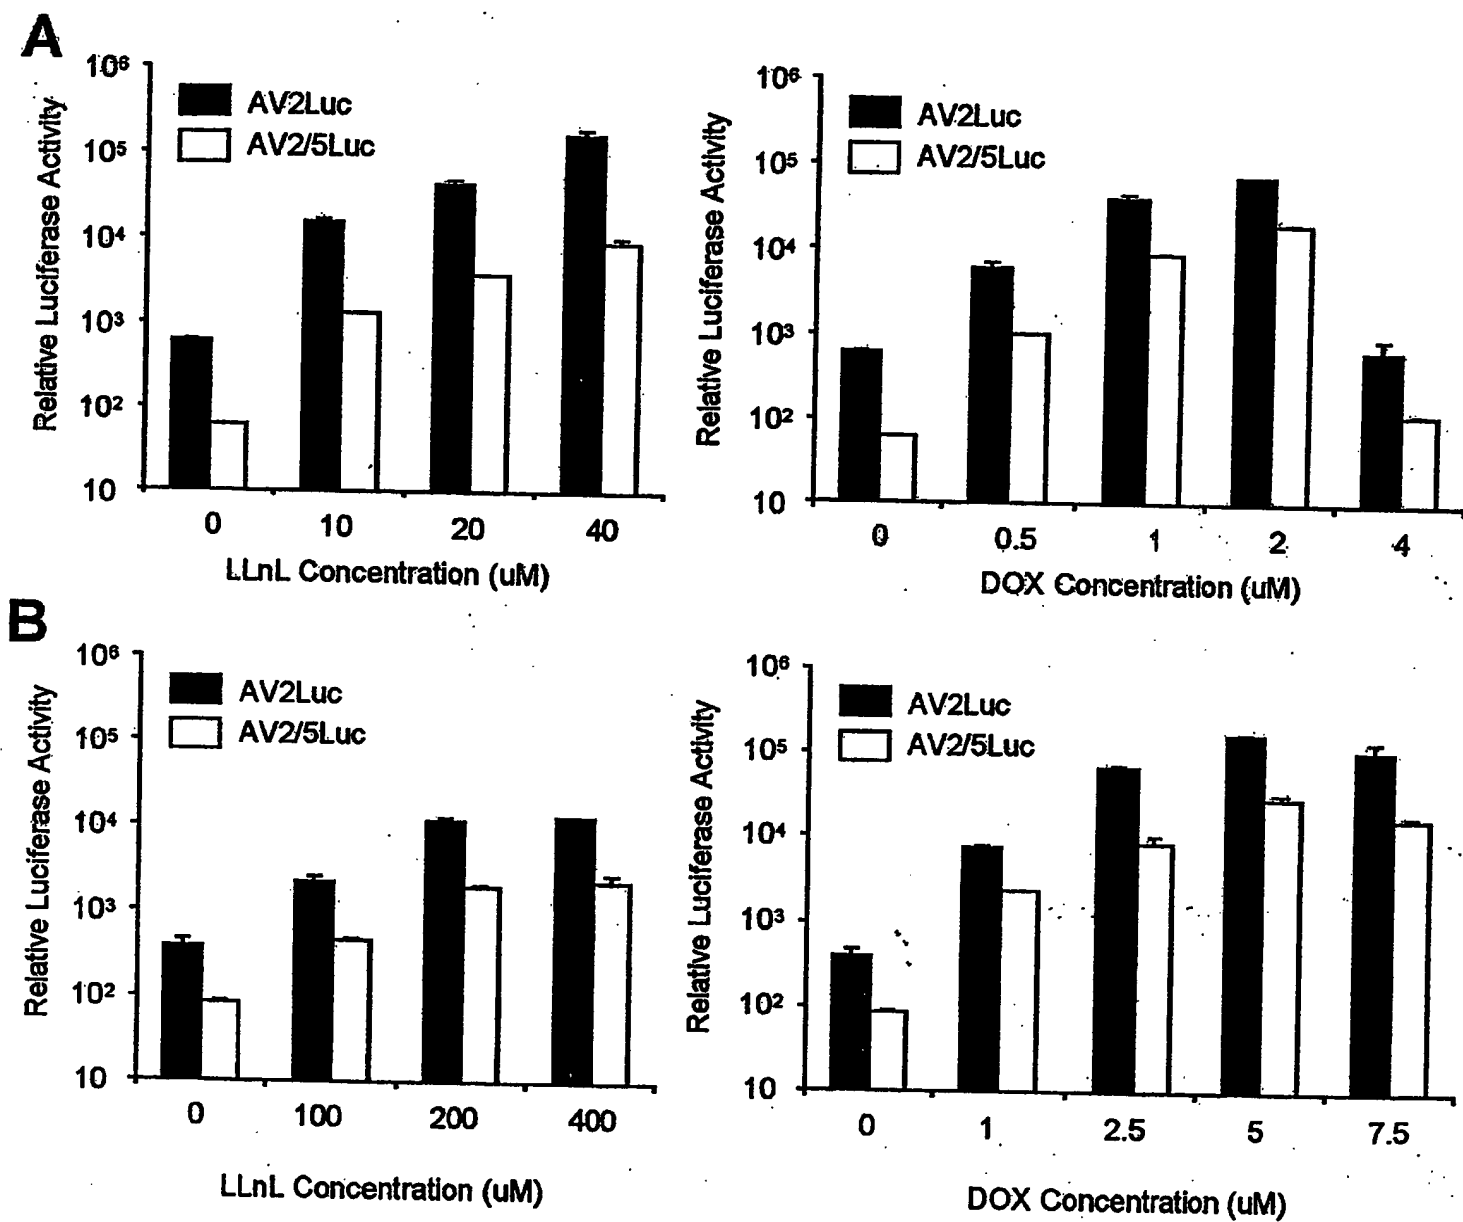 A
10⁶
10⁵
10⁴
10³
10²
10
Relative Luciferase Activity
AV2Luc
AV2/5Luc
0 10 20 40
LLnL Concentration (uM)
10⁶
10⁵
10⁴
10³
10²
10
Relative Luciferase Activity
AV2Luc
AV2/5Luc
0 0.5 1 2 4
DOX Concentration (uM)
B
10⁶
10⁵
10⁴
10³
10²
10
Relative Luciferase Activity
AV2Luc
AV2/5Luc
0 100 200 400
LLnL Concentration (uM)
10⁶
10⁵
10⁴
10³
10²
10
Relative Luciferase Activity
AV2Luc
AV2/5Luc
0 1 2.5 5 7.5
DOX Concentration (uM)